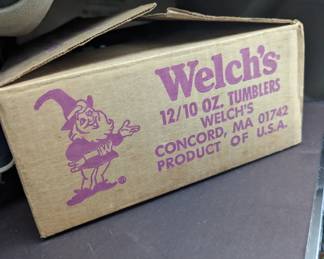 Welch's
12/10 OZ. TUMBLERS
WELCH'S
CONCORD, MA 01742
PRODUCT OF U.S.A.